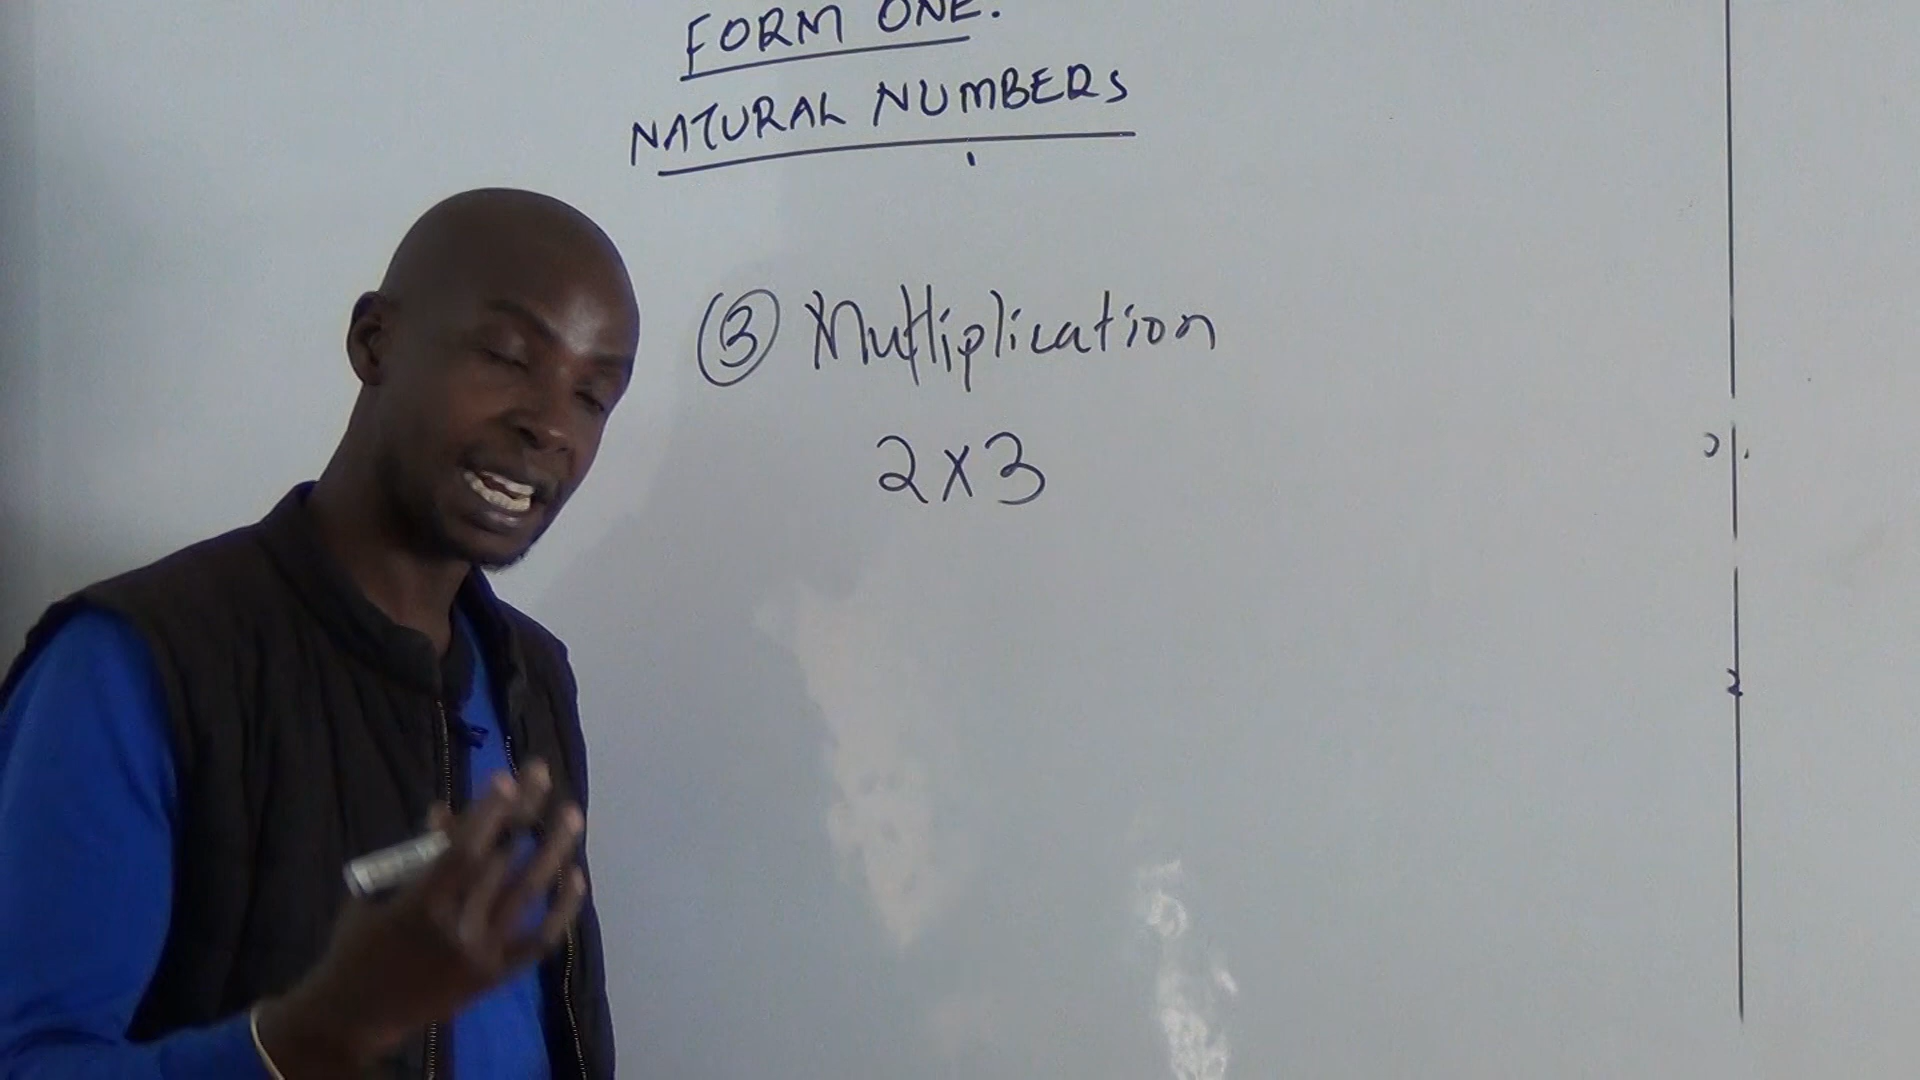 FORM ONE.
NATURAL NUMBERS
(3) Multiplication
2x3